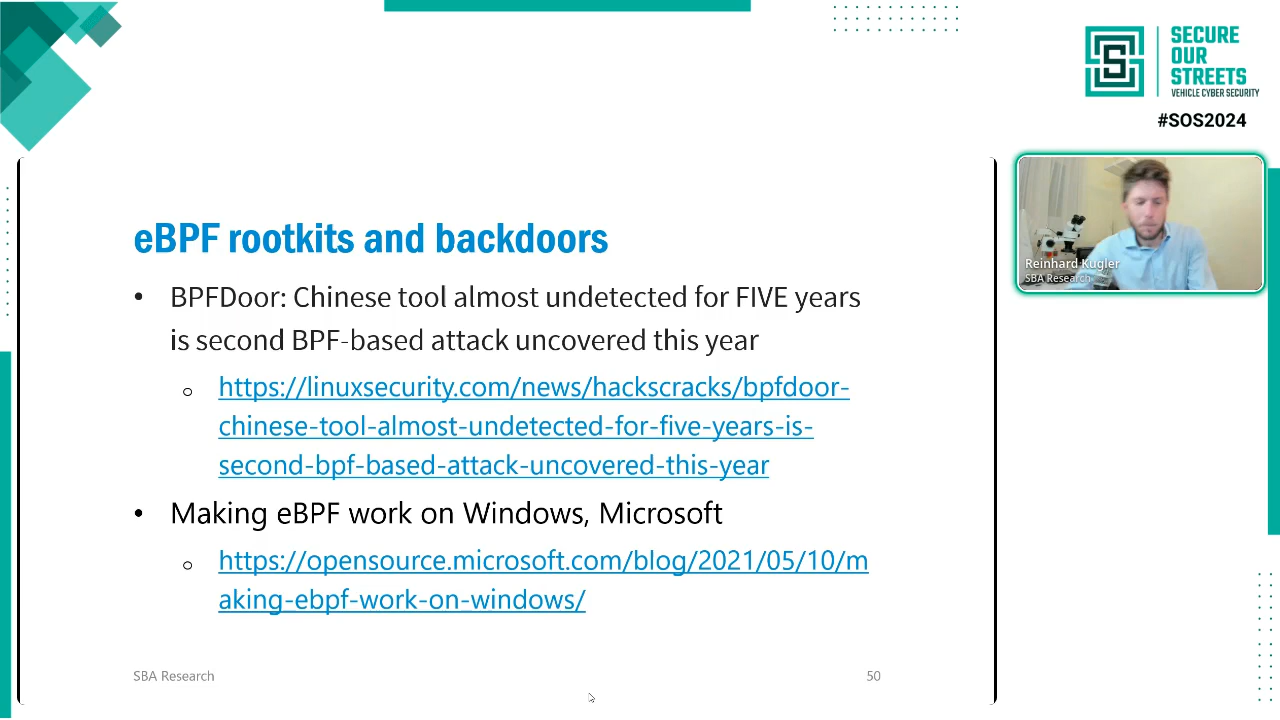 SECURE
OUR
STREETS
VEHICLE CYBER SECURITY
#SOS2024
eBPF rootkits and backdoors
• BPFDoor: Chinese tool almost undetected for FIVE years
is second BPF-based attack uncovered this year
o https://linuxsecurity.com/news/hackscracks/bpfdoor-
chinese-tool-almost-undetected-for-five-years-is-
second-bpf-based-attack-uncovered-this-year
• Making eBPF work on Windows, Microsoft
o https://opensource.microsoft.com/blog/2021/05/10/m
aking-ebpf-work-on-windows/
SBA Research
50
Reinhard Kugler
SBA Research